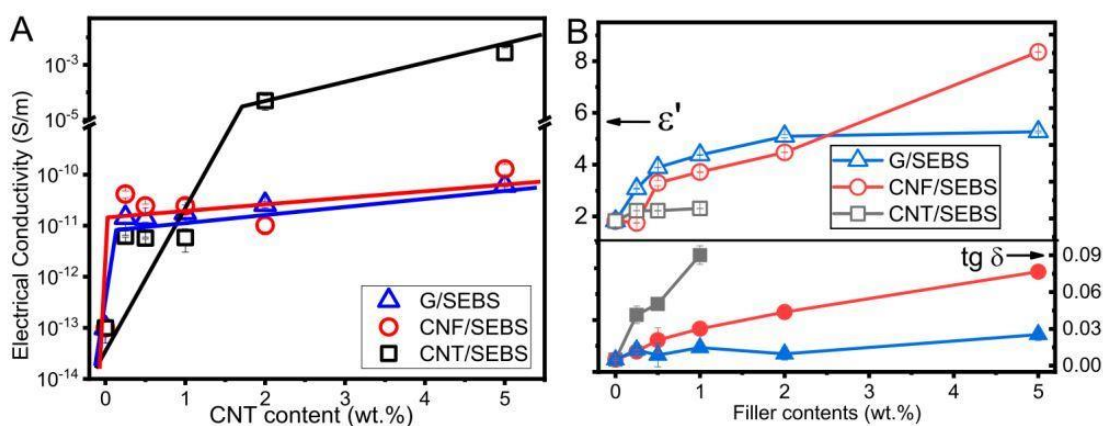 A
Electrical Conductivity (S/m)
10⁻³
10⁻⁵
10⁻¹⁰
10⁻¹¹
10⁻¹²
10⁻¹³
10⁻¹⁴
G/SEBS
CNF/SEBS
CNT/SEBS
0 1 2 3 4 5
CNT content (wt.%)
B
8
6
4
2
ε'
G/SEBS
CNF/SEBS
CNT/SEBS
tg δ
0.09
0.06
0.03
0.00
0 1 2 3 4 5
Filler contents (wt.%)